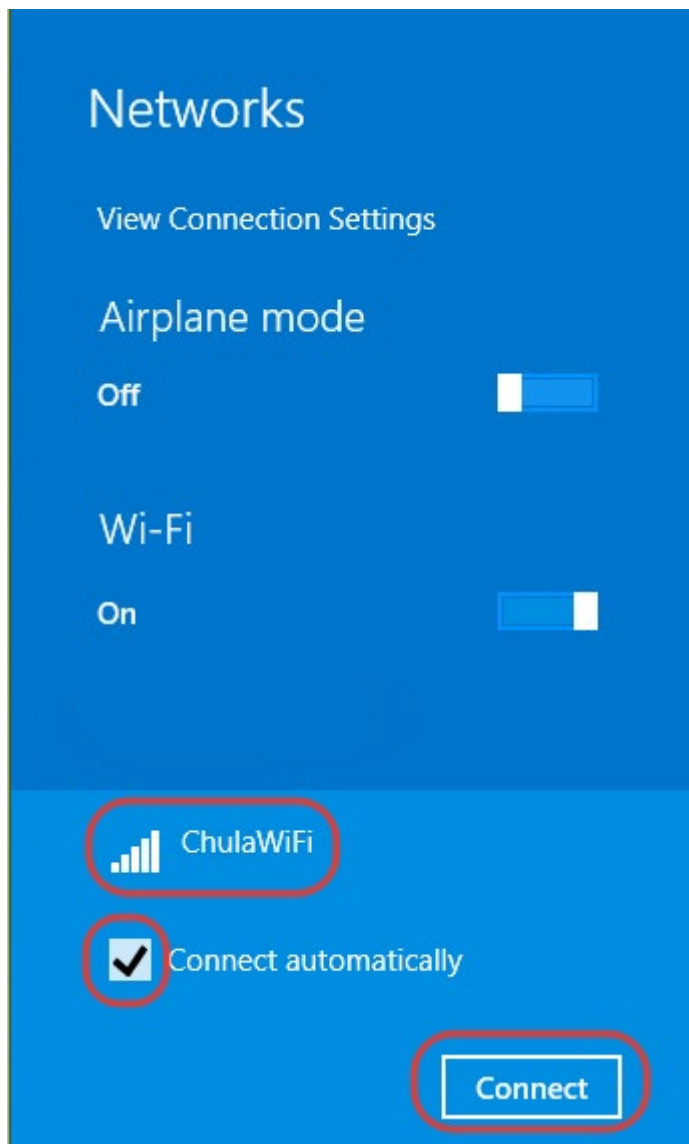 Networks
View Connection Settings
Airplane mode
Off
Wi-Fi
On
ChulaWiFi
Connect automatically
Connect